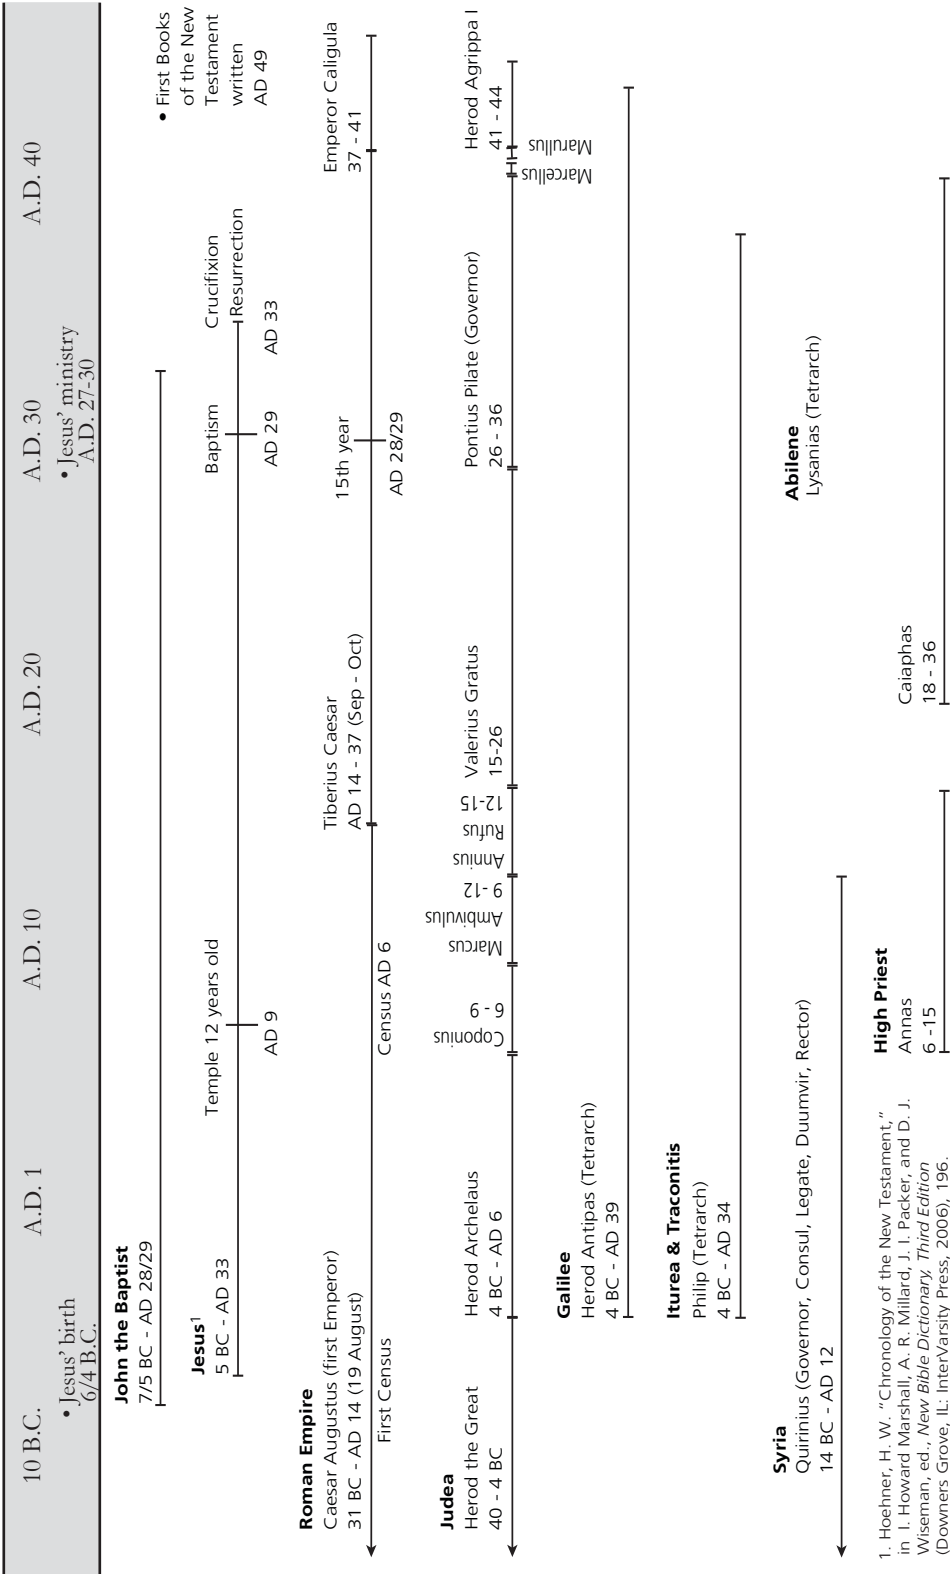 10 B.C.
A.D. 1
A.D. 10
A.D. 20
A.D. 30
A.D. 40
• Jesus' birth
6/4 B.C.
• Jesus' ministry
A.D. 27-30
John the Baptist
7/5 BC - AD 28/29
• First Books
of the New
Testament
written
AD 49
Jesus1
5 BC - AD 33
Temple 12 years old
AD 9
Baptism
AD 29
Crucifixion
Resurrection
AD 33
Roman Empire
Caesar Augustus (first Emperor)
31 BC - AD 14 (19 August)
First Census
Census AD 6
Tiberius Caesar
AD 14 - 37 (Sep - Oct)
15th year
AD 28/29
Emperor Caligula
37 - 41
Judea
Herod the Great
40 - 4 BC
Herod Archelaus
4 BC - AD 6
Coponius
6 - 9
Marcus
Ambivulus
9 -12
Annius
Rufus
12-15
Valerius Gratus
15-26
Pontius Pilate (Governor)
26 - 36
Marcellus
Marullus
Herod Agrippa I
41 - 44
Galilee
Herod Antipas (Tetrarch)
4 BC - AD 39
Iturea & Traconitis
Philip (Tetrarch)
4 BC - AD 34
Abilene
Lysanias (Tetrarch)
Syria
Quirinius (Governor, Consul, Legate, Duumvir, Rector)
14 BC - AD 12
High Priest
Annas
6 -15
Caiaphas
18 - 36
1. Hoehner, H. W. "Chronology of the New Testament,"
in I. Howard Marshall, A. R. Millard, J. I. Packer, and D. J.
Wiseman, ed., New Bible Dictionary, Third Edition
(Downers Grove, IL: InterVarsity Press, 2006), 196.